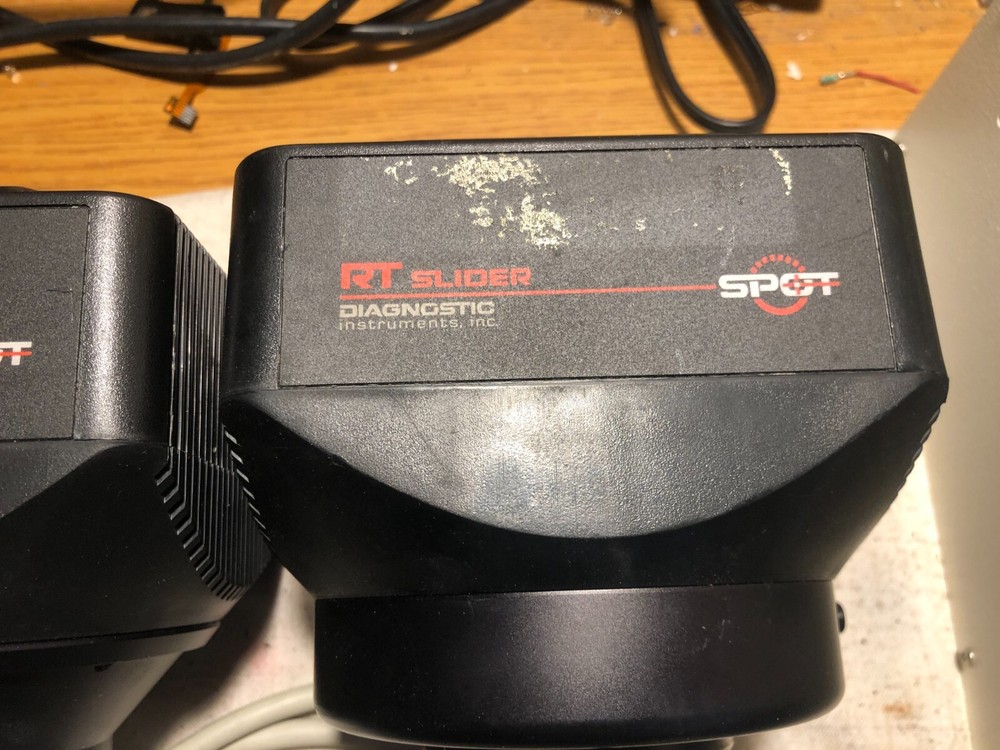 RT SLIDER
SPOT
DIAGNOSTIC
instruments, inc.